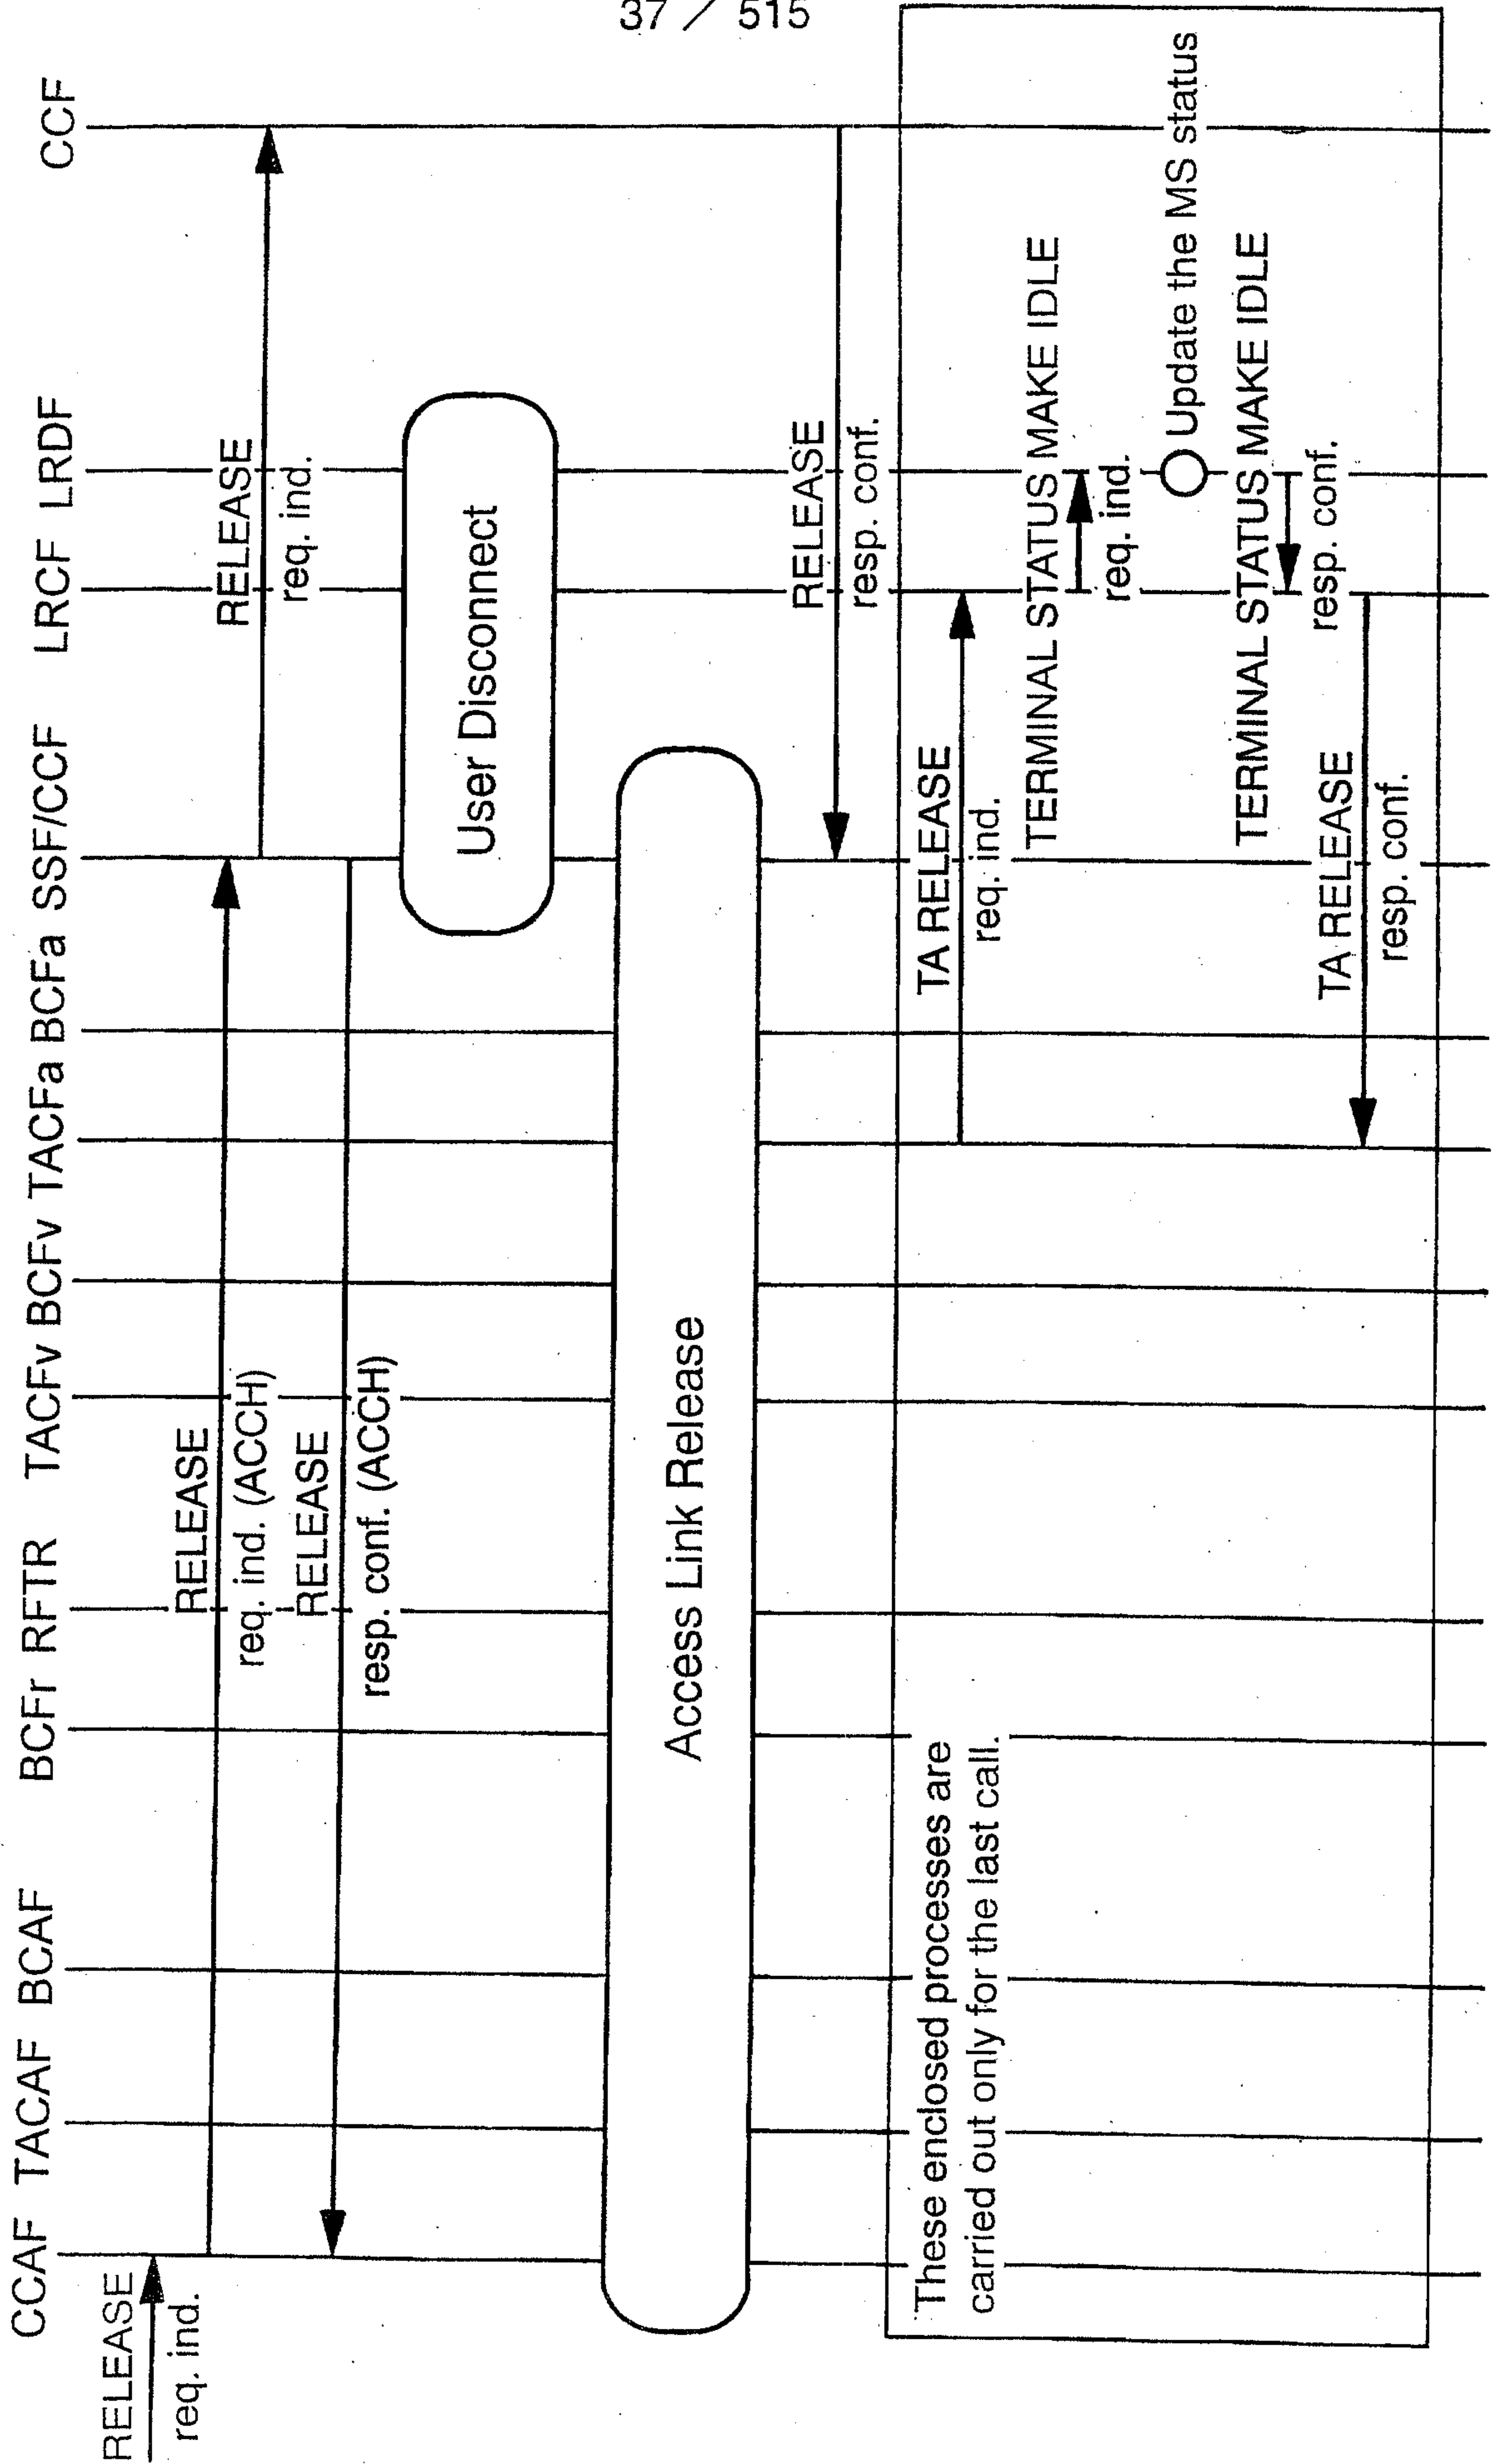 37 / 515
CCAF TACAF BCAF BCFr RFTR TACFv BCFv TACFa BCFa SSF/CCF LRCF LRDF CCF
RELEASE
req. ind.
RELEASE
req. ind. (ACCH)
RELEASE
req. ind.
RELEASE
resp. conf. (ACCH)
User Disconnect
Access Link Release
RELEASE
resp. conf.
These enclosed processes are
carried out only for the last call.
TA RELEASE
req. ind.
TERMINAL STATUS MAKE IDLE
req. ind.
Update the MS status
TERMINAL STATUS MAKE IDLE
resp. conf.
TA RELEASE
resp. conf.